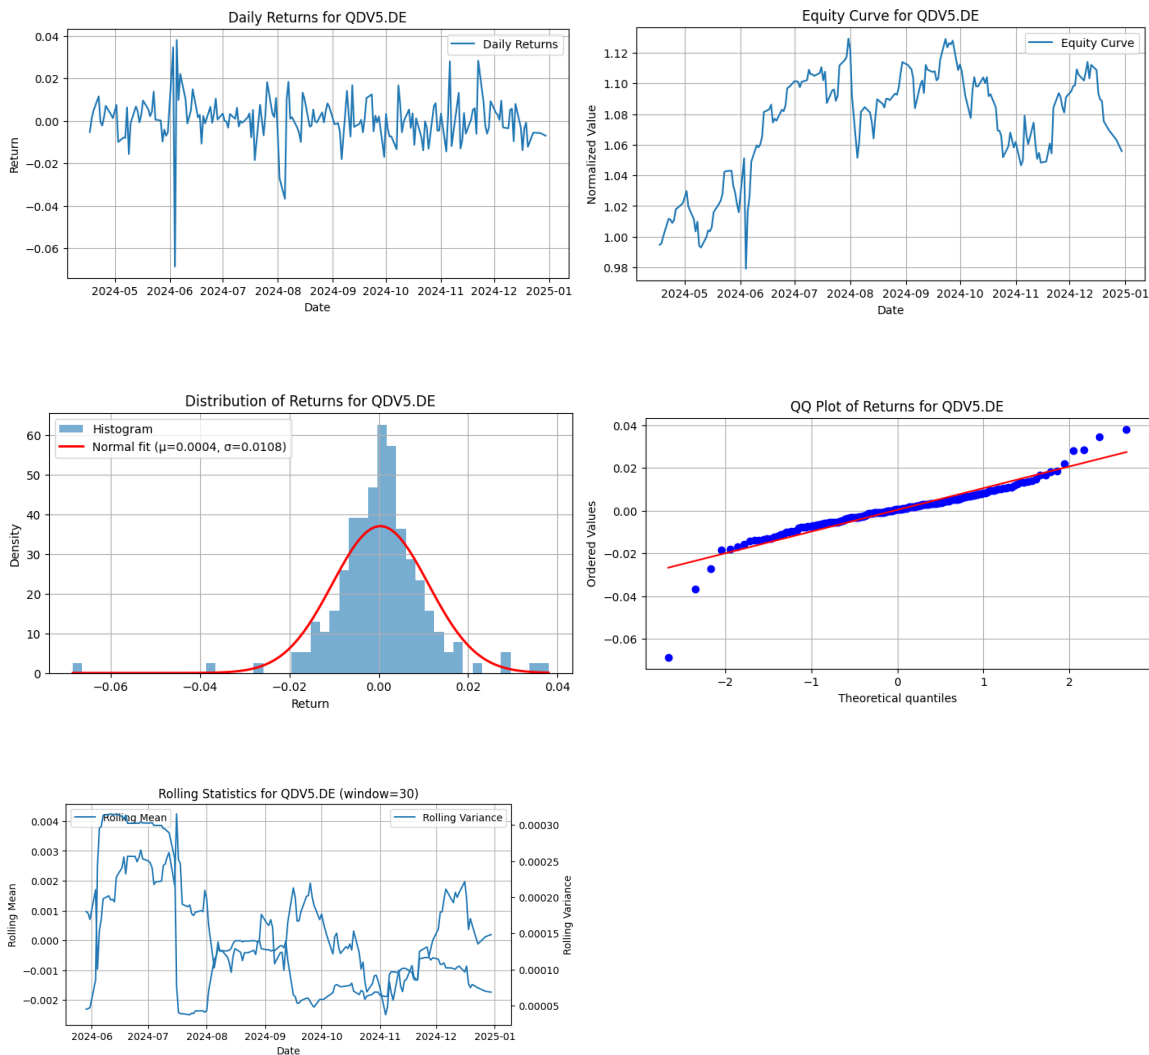 Daily Returns for QDV5.DE
Daily Returns
0.04
0.02
0.00
−0.02
−0.04
−0.06
Return
2024-05 2024-06 2024-07 2024-08 2024-09 2024-10 2024-11 2024-12 2025-01
Date
Equity Curve for QDV5.DE
Equity Curve
1.12
1.10
1.08
1.06
1.04
1.02
1.00
0.98
Normalized Value
2024-05 2024-06 2024-07 2024-08 2024-09 2024-10 2024-11 2024-12 2025-01
Date
Distribution of Returns for QDV5.DE
Histogram
Normal fit (μ=0.0004, σ=0.0108)
60
50
40
30
20
10
0
Density
−0.06 −0.04 −0.02 0.00 0.02 0.04
Return
QQ Plot of Returns for QDV5.DE
0.04
0.02
0.00
−0.02
−0.04
−0.06
Ordered Values
−2 −1 0 1 2
Theoretical quantiles
Rolling Statistics for QDV5.DE (window=30)
Rolling Mean
Rolling Variance
0.004
0.003
0.002
0.001
0.000
−0.001
−0.002
Rolling Mean
0.00030
0.00025
0.00020
0.00015
0.00010
0.00005
Rolling Variance
2024-06 2024-07 2024-08 2024-09 2024-10 2024-11 2024-12 2025-01
Date